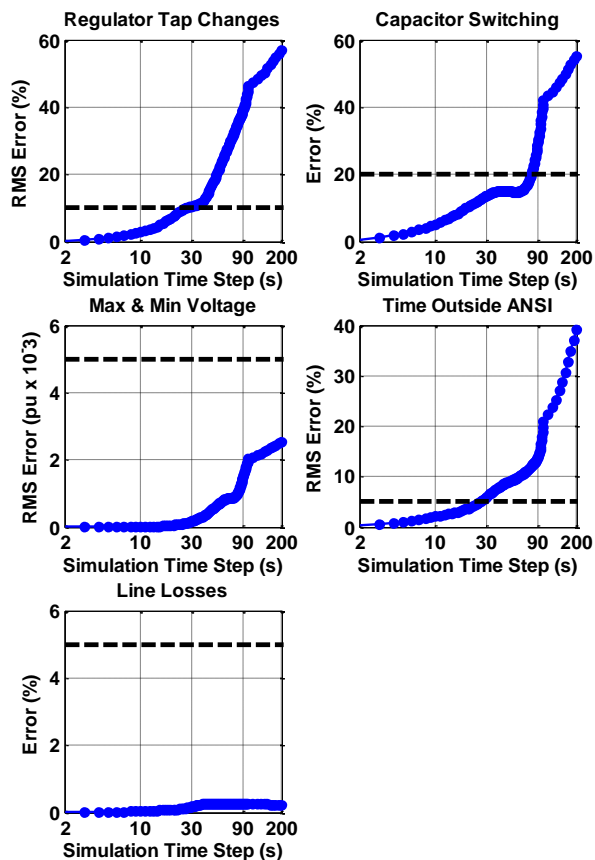 Regulator Tap Changes
RMS Error (%)
60
40
20
10
0
2 10 30 90 200
Simulation Time Step (s)
Capacitor Switching
Error (%)
60
40
20
0
2 10 30 90 200
Simulation Time Step (s)
Max & Min Voltage
RMS Error (pu x 10-3)
6
4
2
0
2 10 30 90 200
Simulation Time Step (s)
Time Outside ANSI
RMS Error (%)
40
30
20
10
5
0
2 10 30 90 200
Simulation Time Step (s)
Line Losses
Error (%)
6
4
2
0
2 10 30 90 200
Simulation Time Step (s)